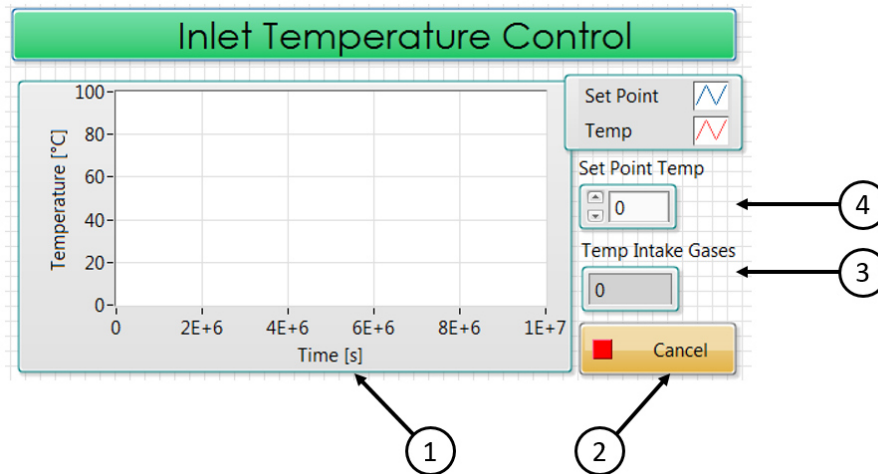 Inlet Temperature Control
100
80
60
40
20
0
Temperature [°C]
0 2E+6 4E+6 6E+6 8E+6 1E+7
Time [s]
Set Point
Temp
Set Point Temp
0
Temp Intake Gases
0
Cancel
4
3
1 2